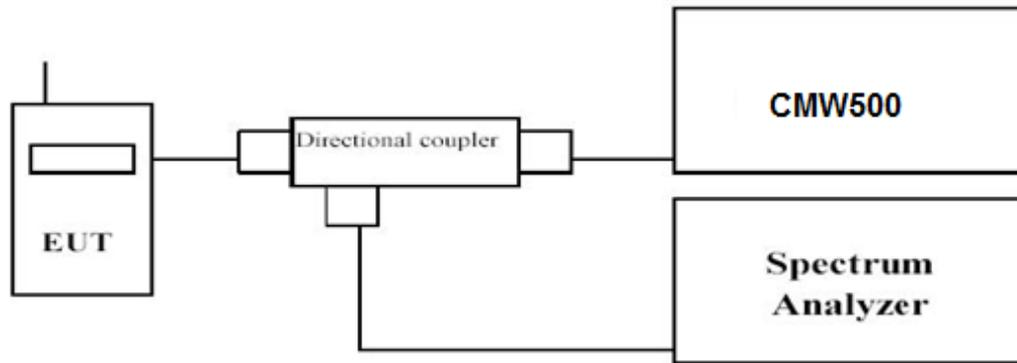 CMW500
Directional coupler
EUT
Spectrum
Analyzer